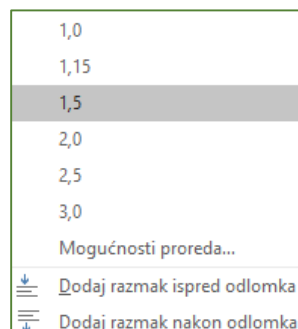 1,0
1,15
1,5
2,0
2,5
3,0
Mogućnosti proreda...
Dodaj razmak ispred odlomka
Dodaj razmak nakon odlomka